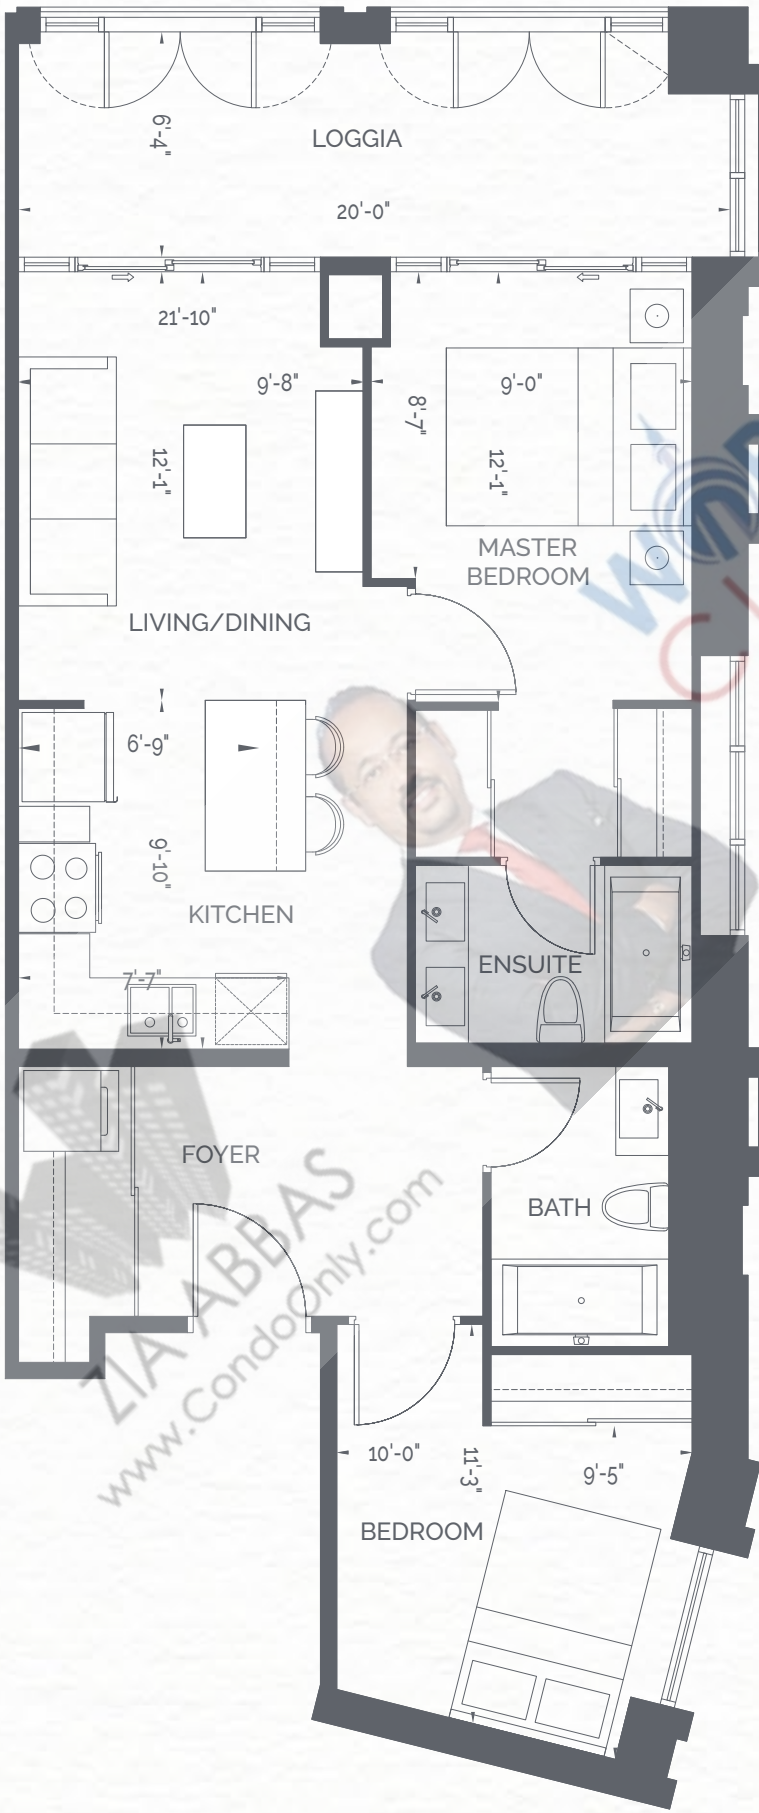 6'-4"
LOGGIA
20'-0"
21'-10"
9'-8"
9'-0"
8'-7"
12'-1"
12'-1"
MASTER
BEDROOM
LIVING/DINING
6'-9"
9'-10"
KITCHEN
7'-7"
ENSUITE
FOYER
BATH
ZIA ABBAS
www.CondoOnly.com
10'-0"
11'-3"
9'-5"
BEDROOM